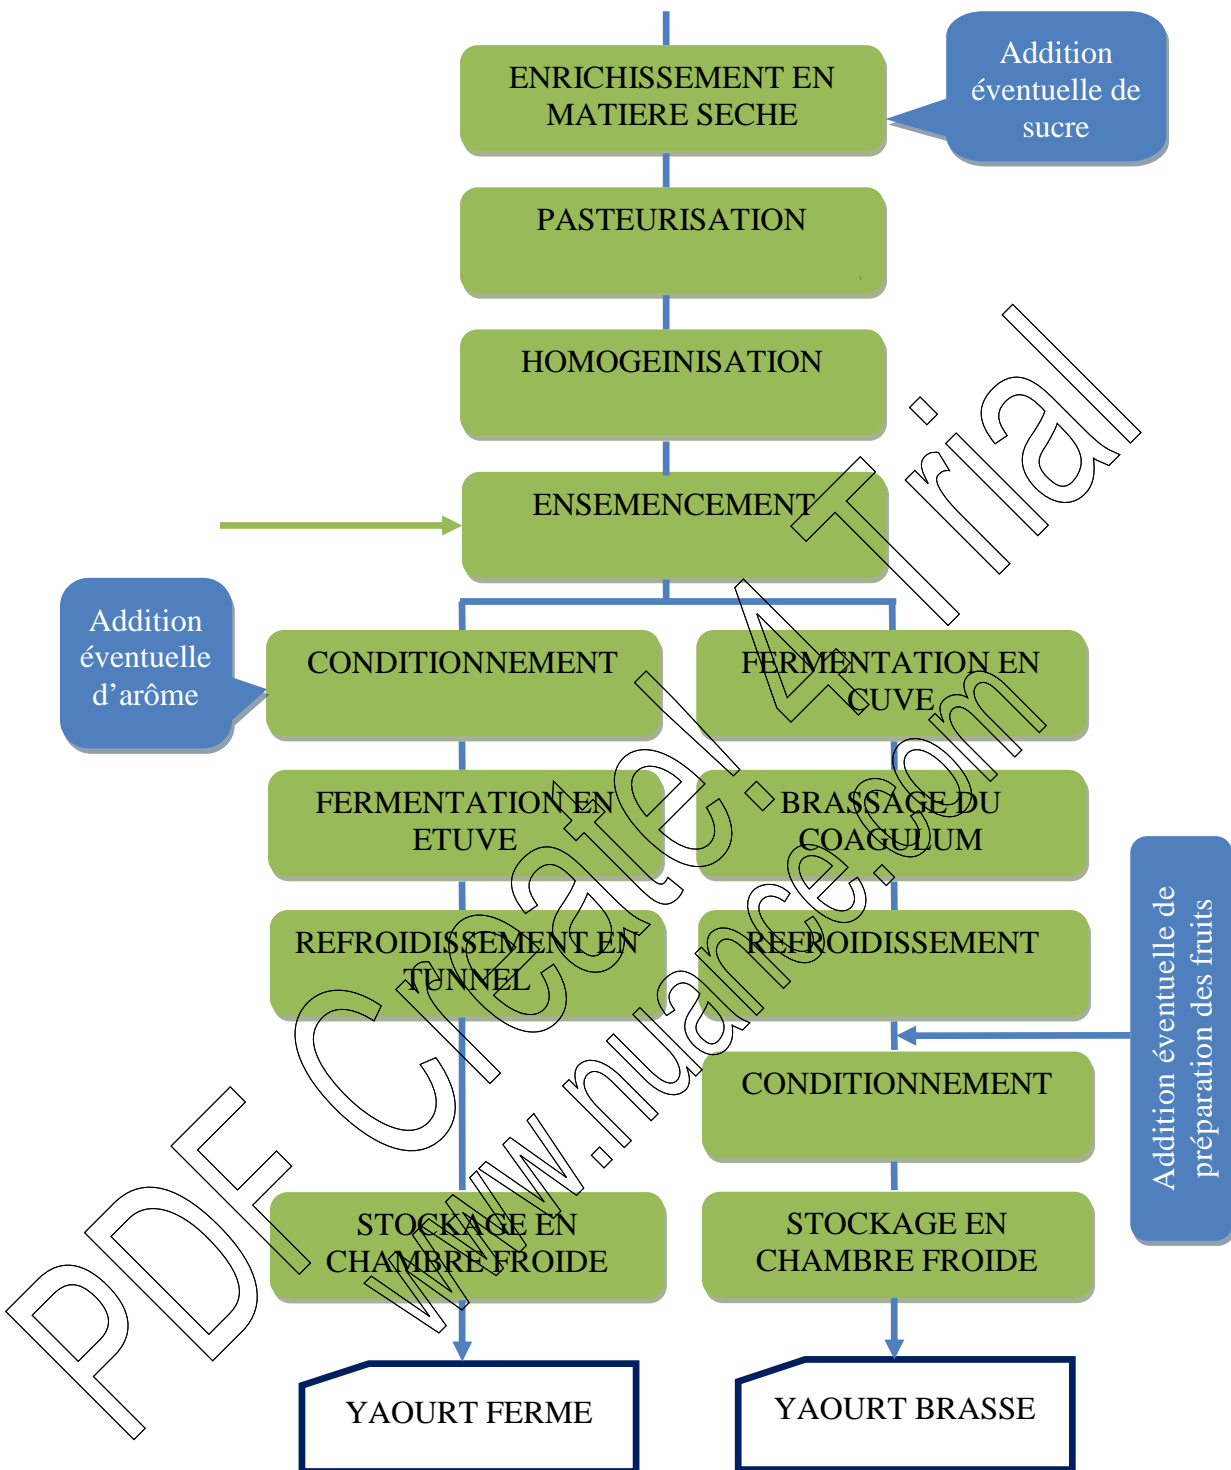 ENRICHISSEMENT EN
MATIERE SECHE
Addition
éventuelle de
sucre
PASTEURISATION
HOMOGEINISATION
ENSEMENCEMENT
Addition
éventuelle
d’arôme
CONDITIONNEMENT
FERMENTATION EN
CUVE
FERMENTATION EN
ETUVE
BRASSAGE DU
COAGULUM
REFROIDISSEMENT EN
TUNNEL
REFROIDISSEMENT
Addition éventuelle de
préparation des fruits
CONDITIONNEMENT
STOCKAGE EN
CHAMBRE FROIDE
STOCKAGE EN
CHAMBRE FROIDE
YAOURT FERME
YAOURT BRASSE
PDF Create! 4 Trial
www.nuance.com